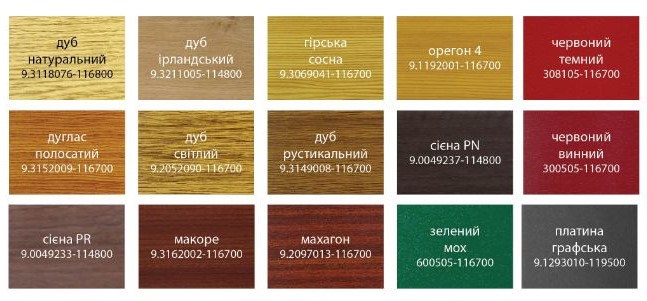 дуб
натуральний
9.3118076-116800
дуб
ірландський
9.3211005-114800
гірська
сосна
9.3069041-116700
орегон 4
9.1192001-116700
червоний
темний
308105-116700
дуглас
полосатий
9.3152009-116700
дуб
світлий
9.2052090-116700
дуб
рустикальний
9.3149008-116700
сієна PN
9.0049237-114800
червоний
винний
300505-116700
сієна PR
9.0049233-114800
макоре
9.3162002-116700
махагон
9.2097013-116700
зелений
мох
600505-116700
платина
графська
9.1293010-119500